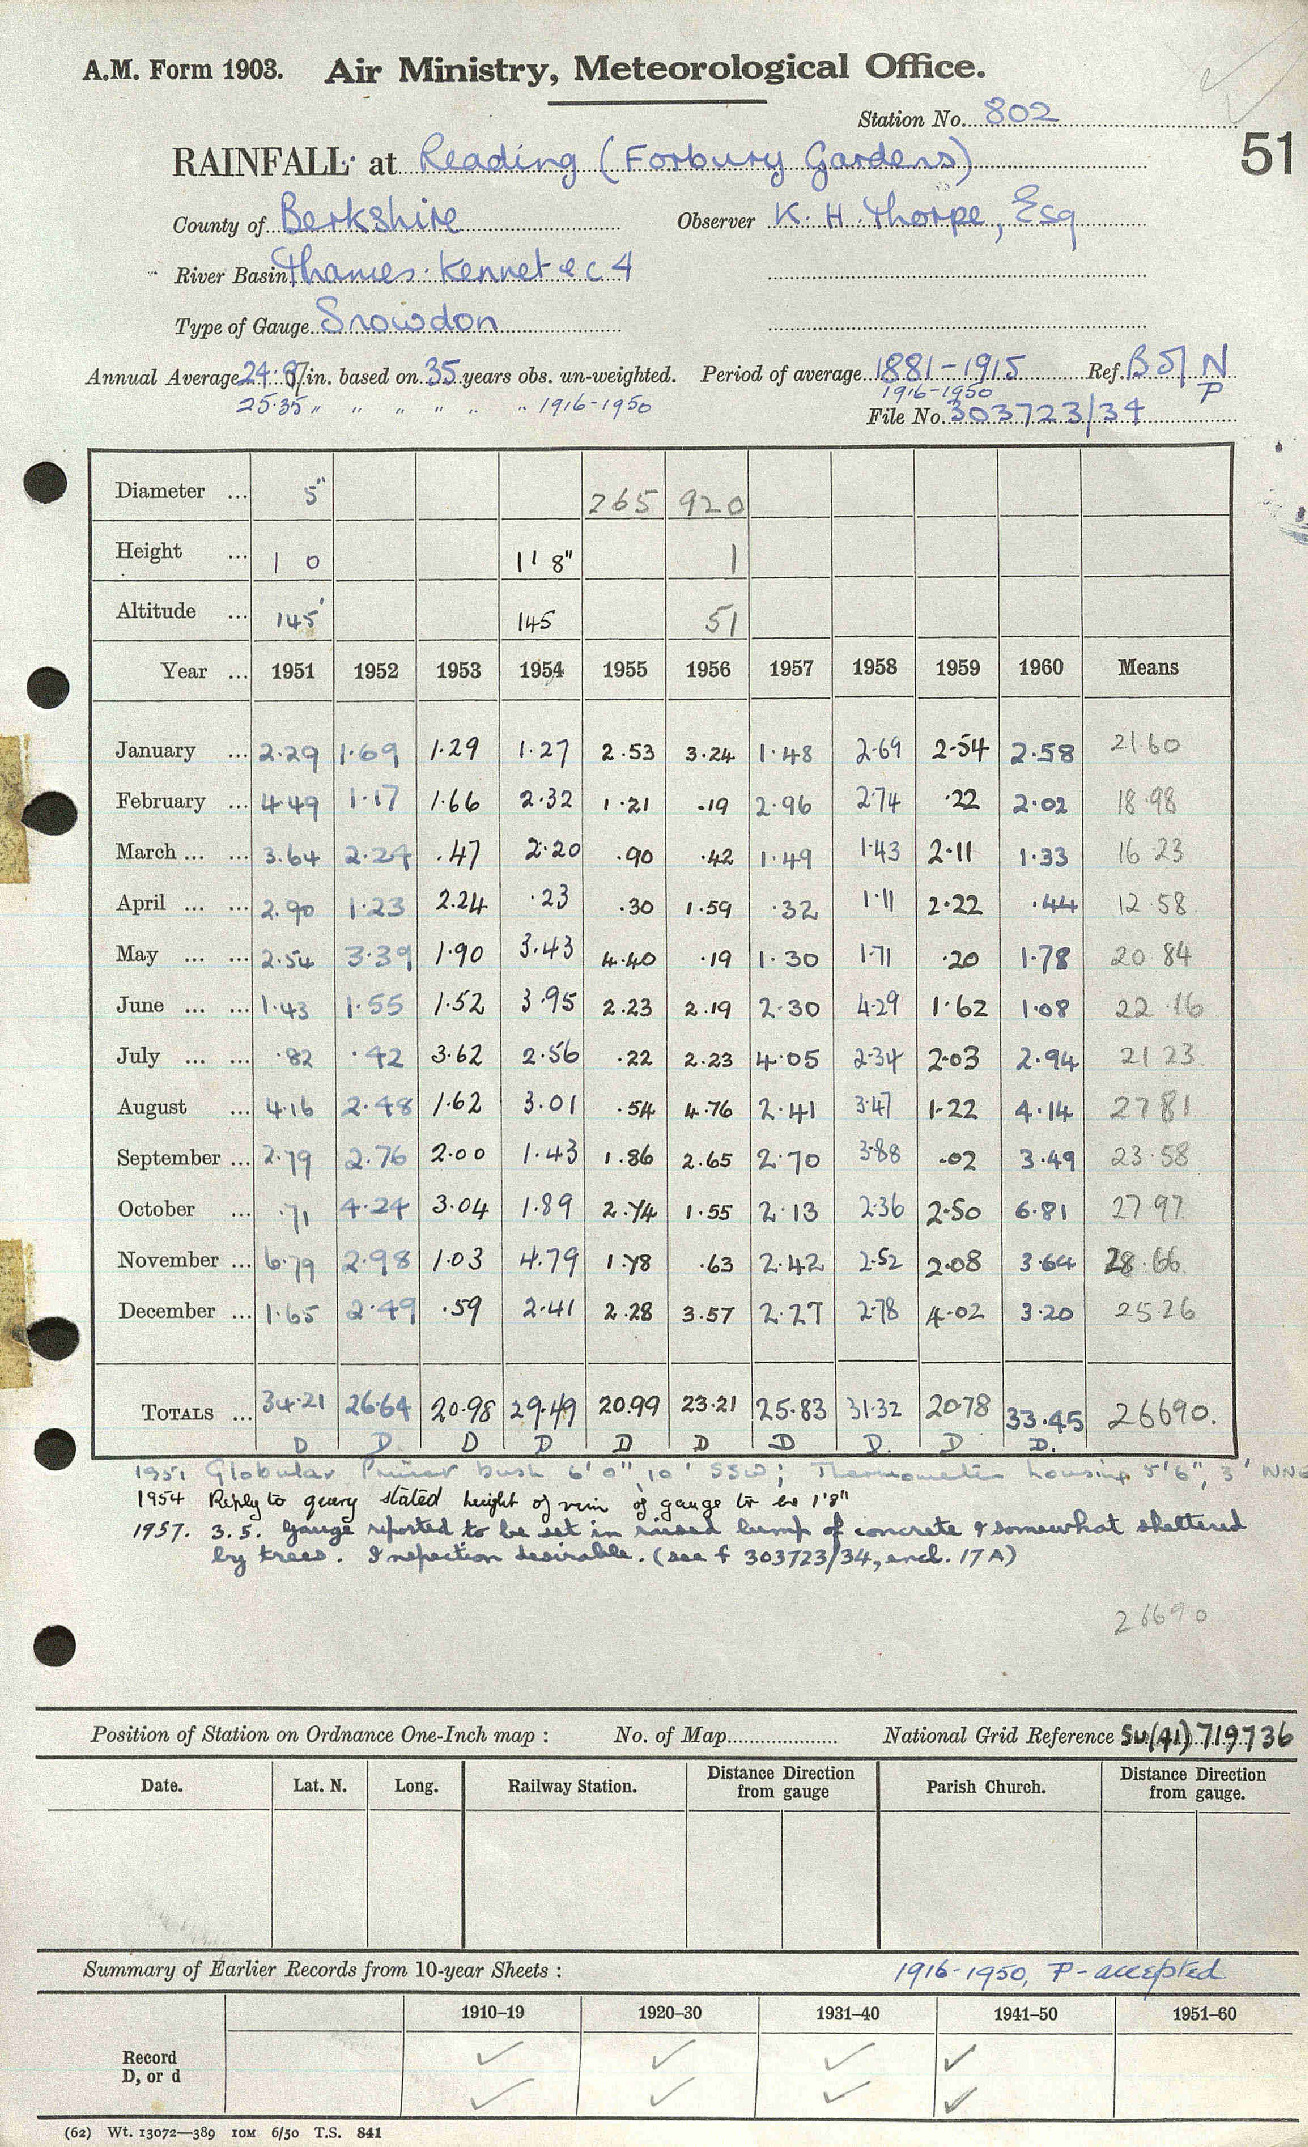 A.M. Form 1903. Air Ministry, Meteorological Office.
Station No. 802
51
RAINFALL at Reading (Forbury Gardens)
County of Berkshire Observer K. H. Thorpe, Esq
River Basin Thames: Kennet & C 4
Type of Gauge Snowdon
Annual Average 24.87 in. based on 35 years obs. un-weighted. Period of average 1881-1915 Ref. B5/N
25.35 " " " " " " 1916-1950 1916-1950 P
File No. 303723/34
Diameter ... 5" 265 920
Height ... 1 0 1' 8" 1
Altitude ... 145' 145 51
Year ... 1951 1952 1953 1954 1955 1956 1957 1958 1959 1960 Means
January ... 2.29 1.69 1.29 1.27 2.53 3.24 1.48 2.69 2.54 2.58 21 60
February ... 4.49 1.17 1.66 2.32 1.21 .19 2.96 2.74 .22 2.02 18.98
March ... ... 3.64 2.24 .47 2.20 .90 .42 1.49 1.43 2.11 1.33 16 23
April ... ... 2.90 1.23 2.24 .23 .30 1.59 .32 1.11 2.22 .44 12.58
May ... ... 2.54 3.39 1.90 3.43 4.40 .19 1.30 1.71 .20 1.78 20 84
June ... ... 1.43 1.55 1.52 3.95 2.23 2.19 2.30 4.29 1.62 1.08 22.16
July ... ... .82 .42 3.62 2.56 .22 2.23 4.05 2.34 2.03 2.94 21 23
August ... 4.16 2.48 1.62 3.01 .54 4.76 2.41 3.47 1.22 4.14 27 81
September ... 2.79 2.76 2.00 1.43 1.86 2.65 2.70 3.88 .02 3.49 23.58
October ... .71 4.24 3.04 1.89 2.74 1.55 2.13 2.36 2.50 6.81 27 97
November ... 6.79 2.98 1.03 4.79 1.78 .63 2.42 2.52 2.08 3.64 28.66
December ... 1.65 2.49 .59 2.41 2.28 3.57 2.27 2.78 4.02 3.20 25 26
TOTALS ... 34.21 26.64 20.98 29.49 20.99 23.21 25.83 31.32 20.78 33.45 26690.
D D D D D D D D D D.
1951 Globular Privet bush 6'0", 10' SSW; Thermometer housing 5'6", 3' WNW
1954 Reply to query stated height of rim of gauge to be 1'8"
1957. 3.5. Gauge reported to be set in raised lump of concrete & somewhat sheltered
by trees. Inspection desirable. (see f 303723/34, encl. 17A)
26690
Position of Station on Ordnance One-Inch map : No. of Map National Grid Reference SU(41) 719736
Date. Lat. N. Long. Railway Station. Distance Direction from gauge Parish Church. Distance Direction from gauge.
Summary of Earlier Records from 10-year Sheets : 1916-1950, P-accepted
1910–19 1920–30 1931–40 1941–50 1951–60
Record
D, or d
(62) Wt. 13072—389 10M 6/50 T.S. 841